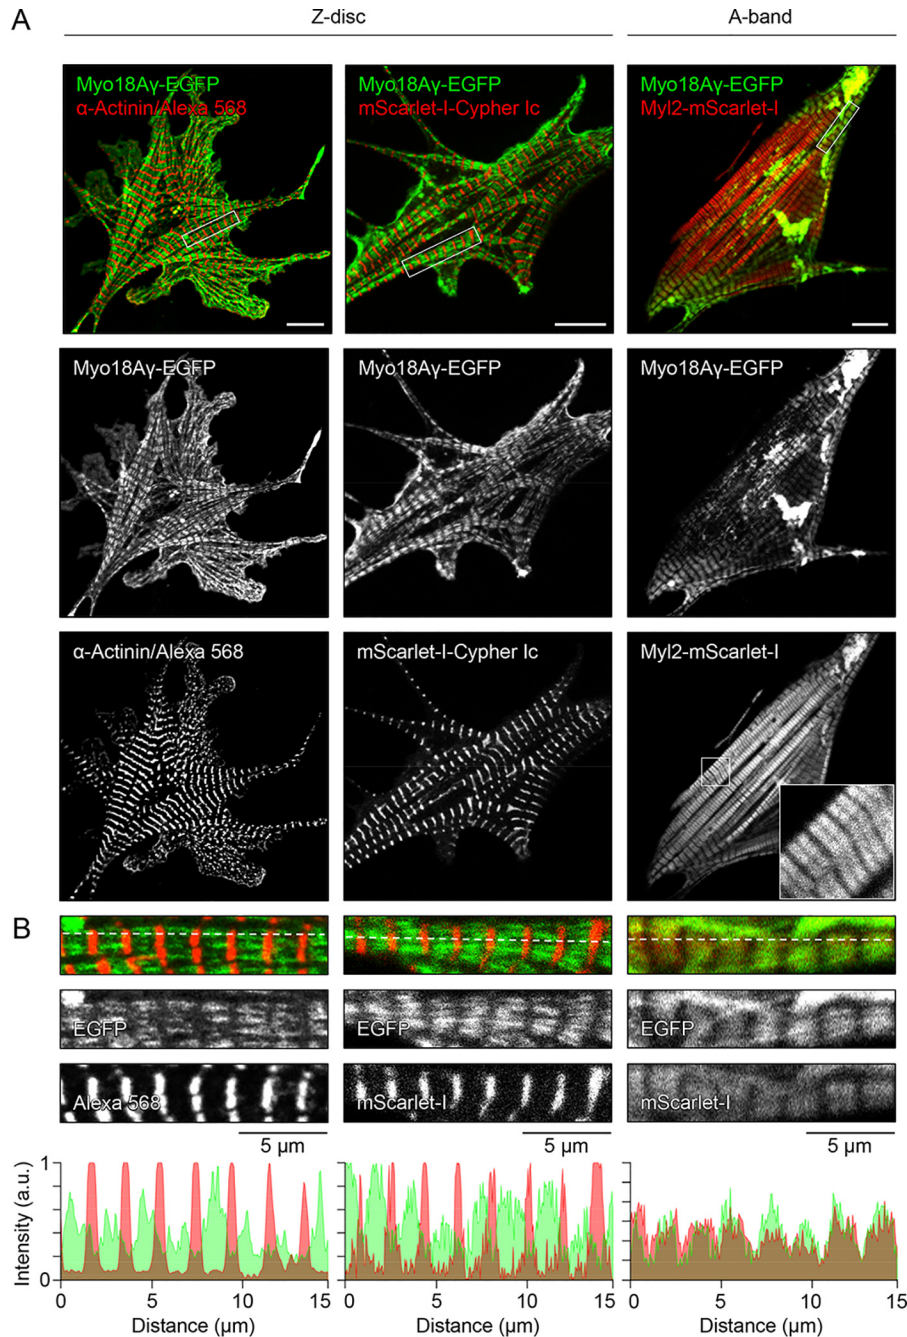 A
Z-disc
A-band
Myo18Aγ-EGFP
α-Actinin/Alexa 568
Myo18Aγ-EGFP
mScarlet-I-Cypher Ic
Myo18Aγ-EGFP
Myl2-mScarlet-I
Myo18Aγ-EGFP
Myo18Aγ-EGFP
Myo18Aγ-EGFP
α-Actinin/Alexa 568
mScarlet-I-Cypher Ic
Myl2-mScarlet-I
B
EGFP
EGFP
EGFP
Alexa 568
mScarlet-I
mScarlet-I
5 μm
5 μm
5 μm
Intensity (a.u.)
1
0
0 5 10 15
0 5 10 15
0 5 10 15
Distance (μm)
Distance (μm)
Distance (μm)